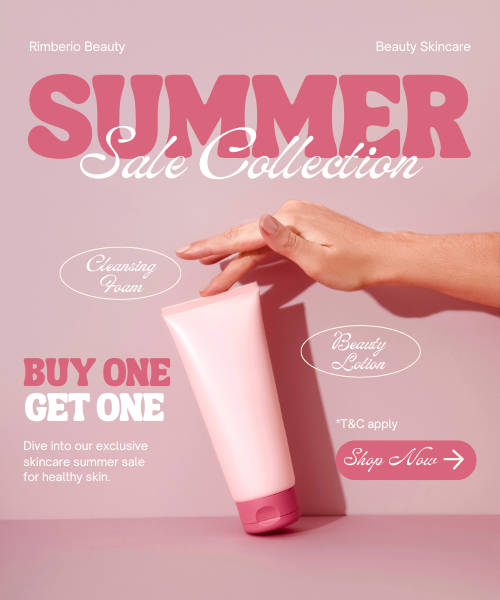 Rimberio Beauty
Beauty Skincare
SUMMER
Sale Collection
Cleansing
Foam
Beauty
Lotion
BUY ONE
GET ONE
Dive into our exclusive
skincare summer sale
for healthy skin.
*T&C apply
Shop Now